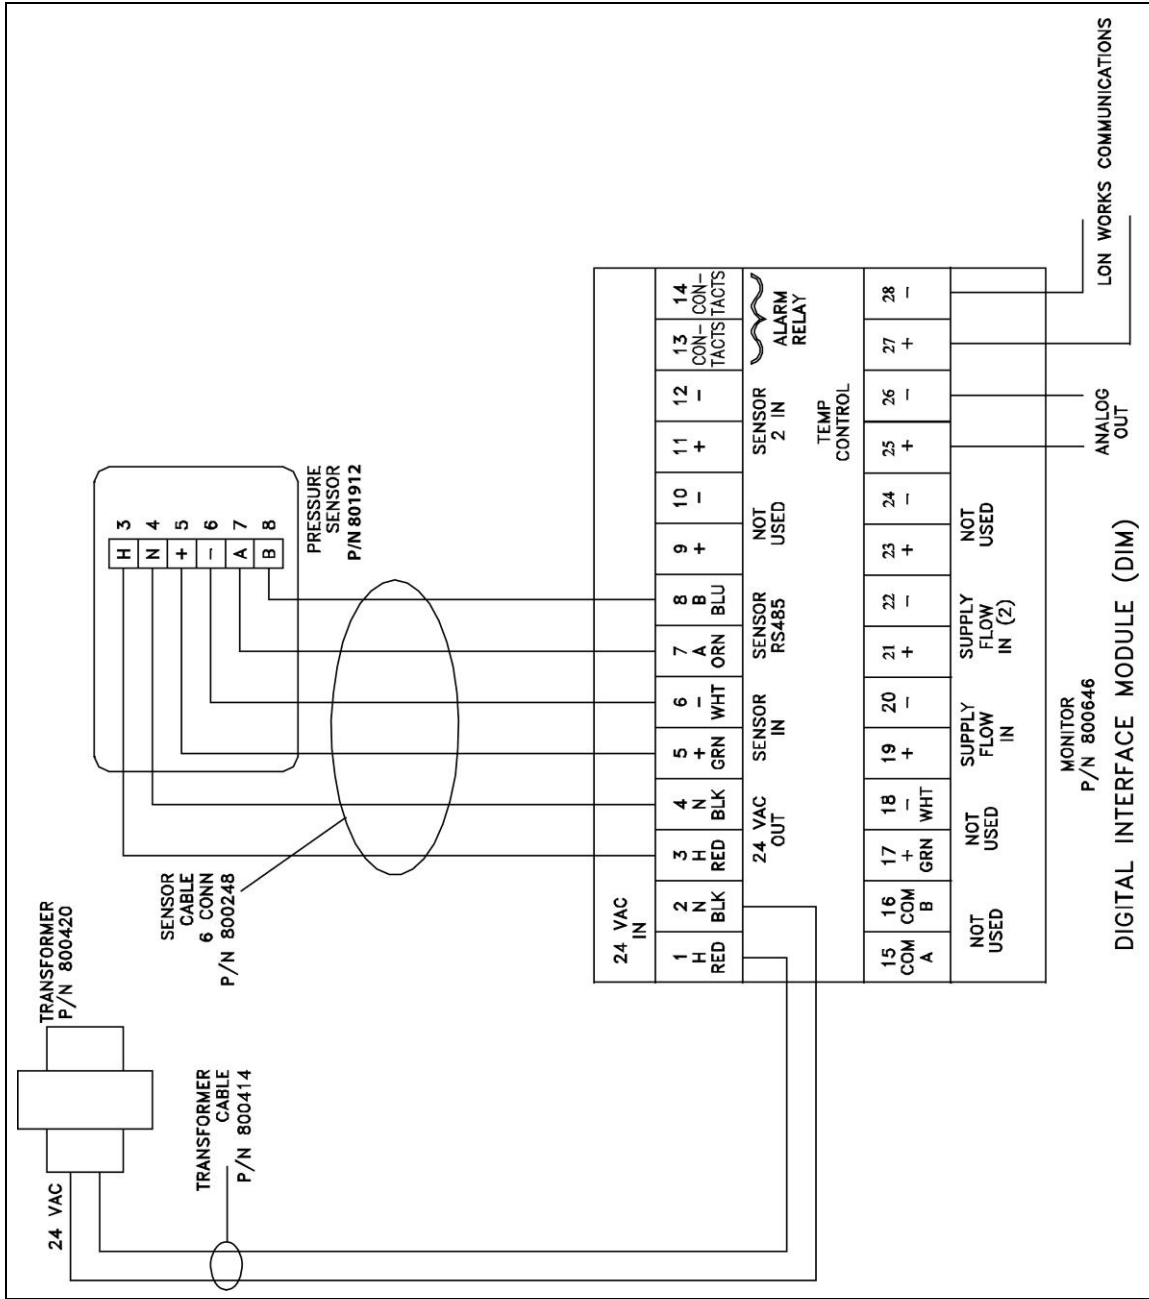 TRANSFORMER
P/N 800420
24 VAC
TRANSFORMER
CABLE
P/N 800414
SENSOR
CABLE
6 CONN
P/N 800248
H N + – A B
3 4 5 6 7 8
PRESSURE
SENSOR
P/N 801912
24 VAC
IN
1 2 3 4 5 6 7 8 9 10 11 12 13 14
H N H N + – A B + – + – CON-
TACTS CON-
TACTS
RED BLK RED BLK GRN WHT ORN BLU
24 VAC
OUT
SENSOR
IN
SENSOR
RS485
NOT
USED
SENSOR
2 IN
ALARM
RELAY
TEMP
CONTROL
15 16 17 18 19 20 21 22 23 24 25 26 27 28
COM COM + – + – + – + – + – + –
A B GRN WHT
NOT
USED
NOT
USED
SUPPLY
FLOW
IN
SUPPLY
FLOW
IN (2)
NOT
USED
ANALOG
OUT
LON WORKS COMMUNICATIONS
MONITOR
P/N 800646
DIGITAL INTERFACE MODULE (DIM)